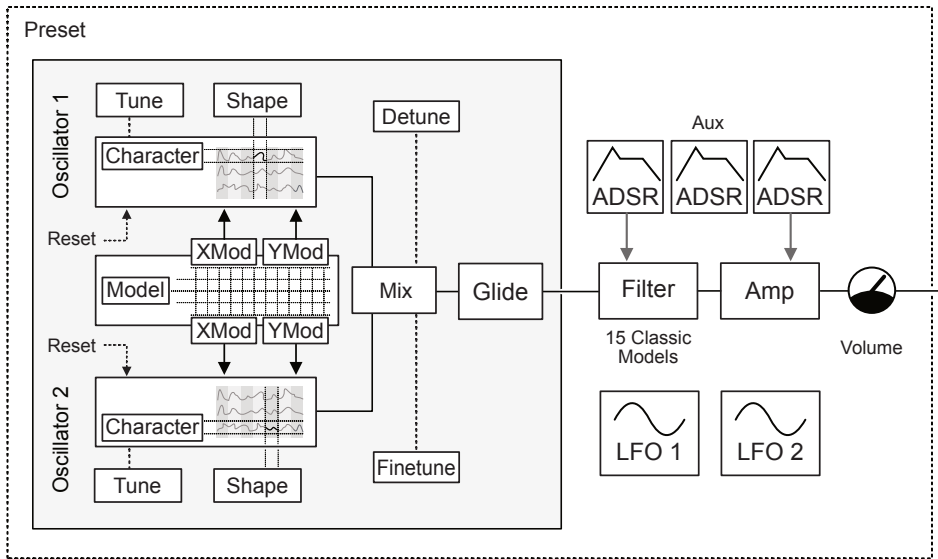 Preset
Oscillator 1
Tune
Shape
Character
Reset
XMod
YMod
Model
XMod
YMod
Reset
Oscillator 2
Character
Tune
Shape
Detune
Mix
Finetune
Glide
Aux
ADSR
ADSR
ADSR
Filter
15 Classic
Models
Amp
Volume
LFO 1
LFO 2